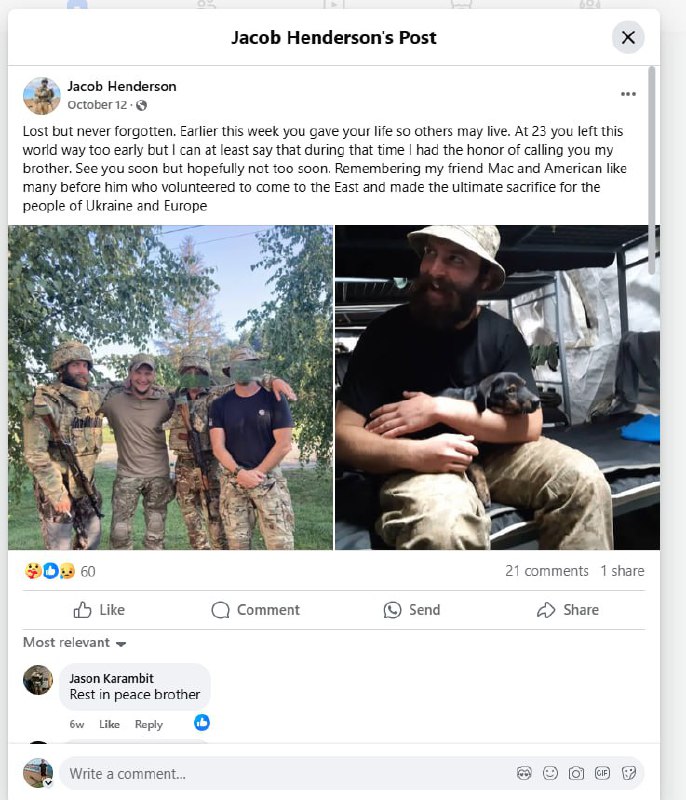 Jacob Henderson's Post
Jacob Henderson
October 12 ·
Lost but never forgotten. Earlier this week you gave your life so others may live. At 23 you left this
world way too early but I can at least say that during that time I had the honor of calling you my
brother. See you soon but hopefully not too soon. Remembering my friend Mac and American like
many before him who volunteered to come to the East and made the ultimate sacrifice for the
people of Ukraine and Europe
60
21 comments 1 share
Like Comment Send Share
Most relevant
Jason Karambit
Rest in peace brother
6w Like Reply
Write a comment...
GIF